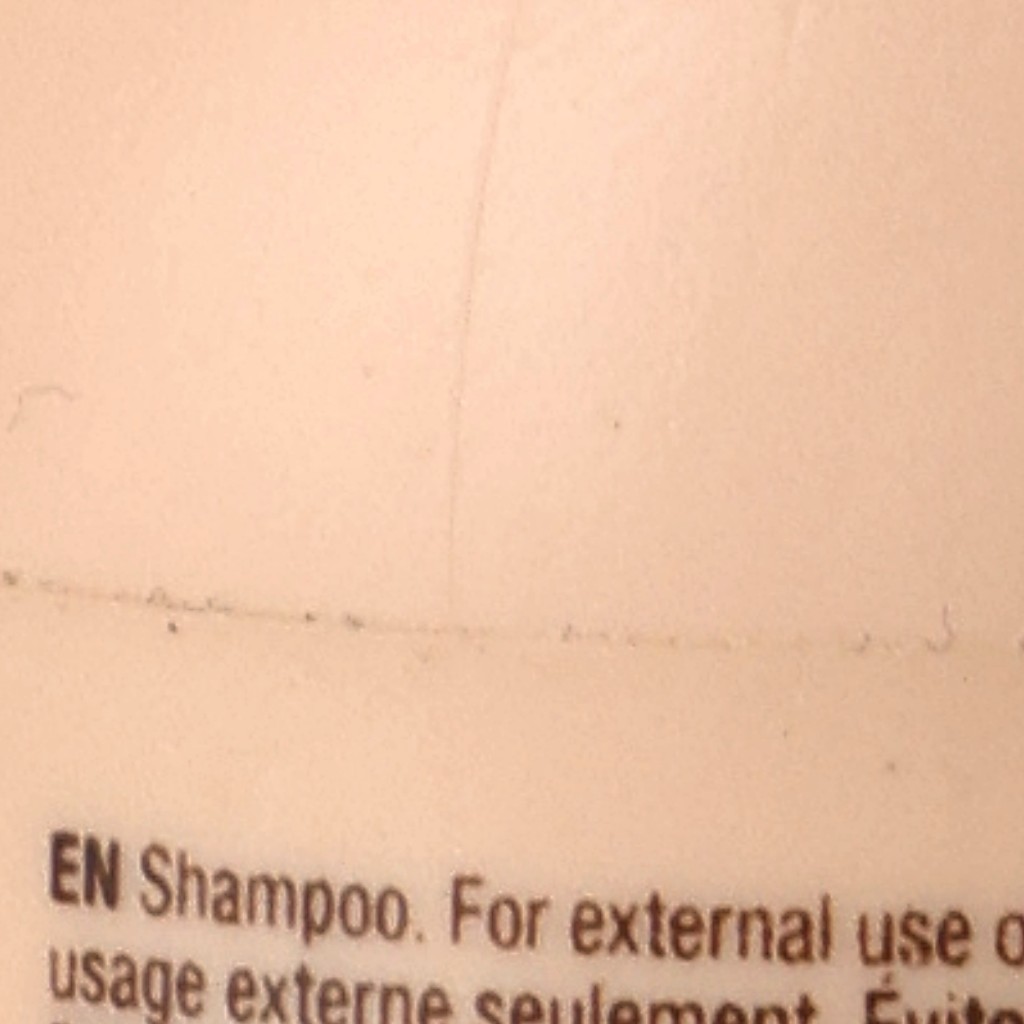 EN Shampoo. For external use
usage externe seulement.